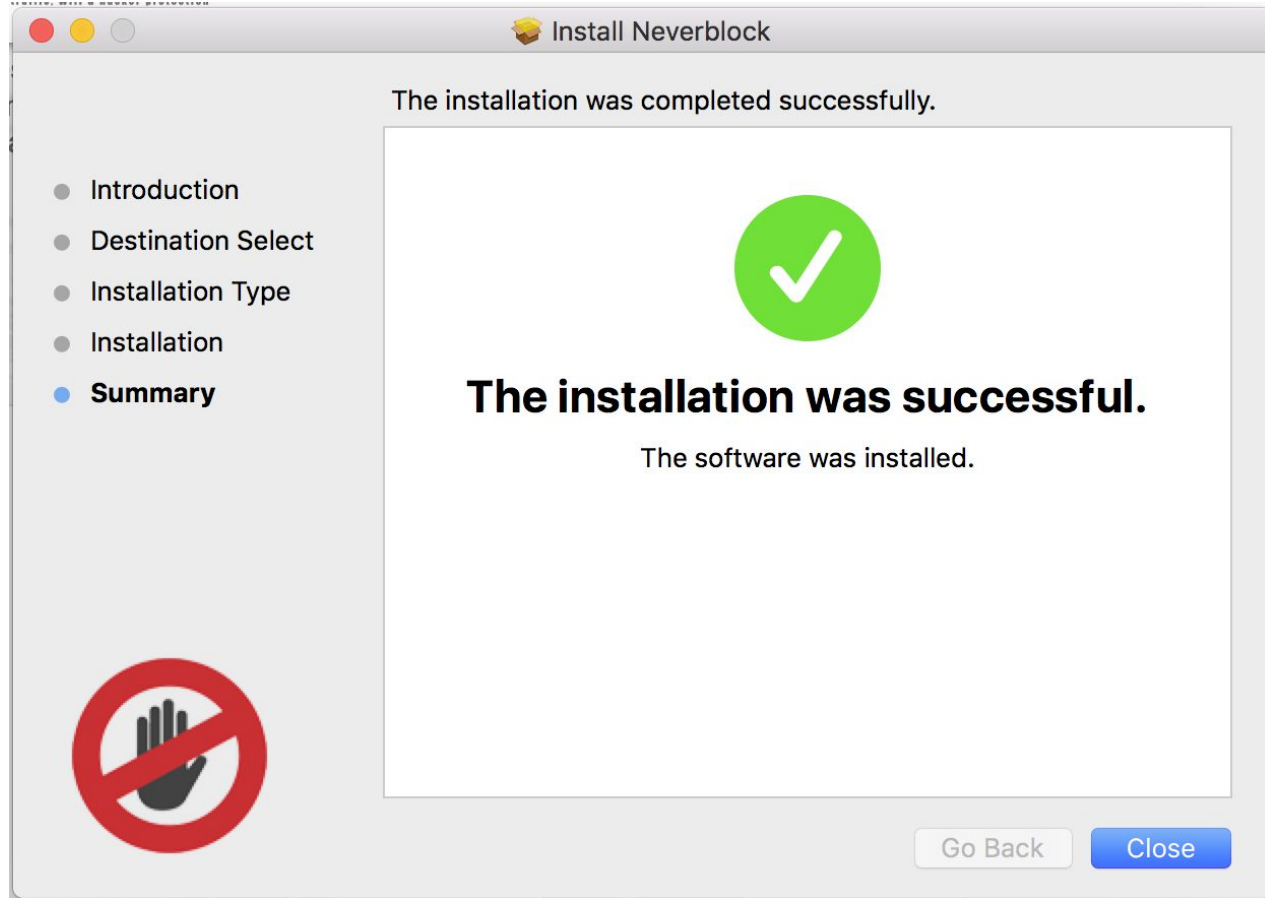 Install Neverblock
The installation was completed successfully.
Introduction
Destination Select
Installation Type
Installation
Summary
The installation was successful.
The software was installed.
Go Back
Close